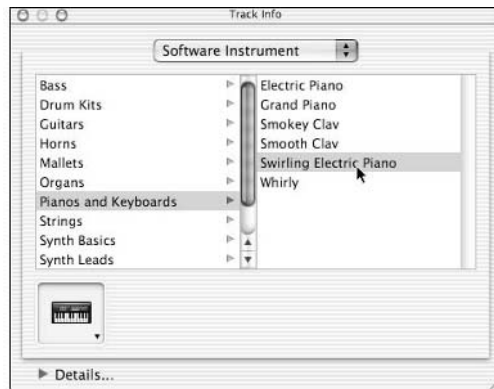 Track Info
Software Instrument
Bass
Drum Kits
Guitars
Horns
Mallets
Organs
Pianos and Keyboards
Strings
Synth Basics
Synth Leads
Electric Piano
Grand Piano
Smokey Clav
Smooth Clav
Swirling Electric Piano
Whirly
Details...